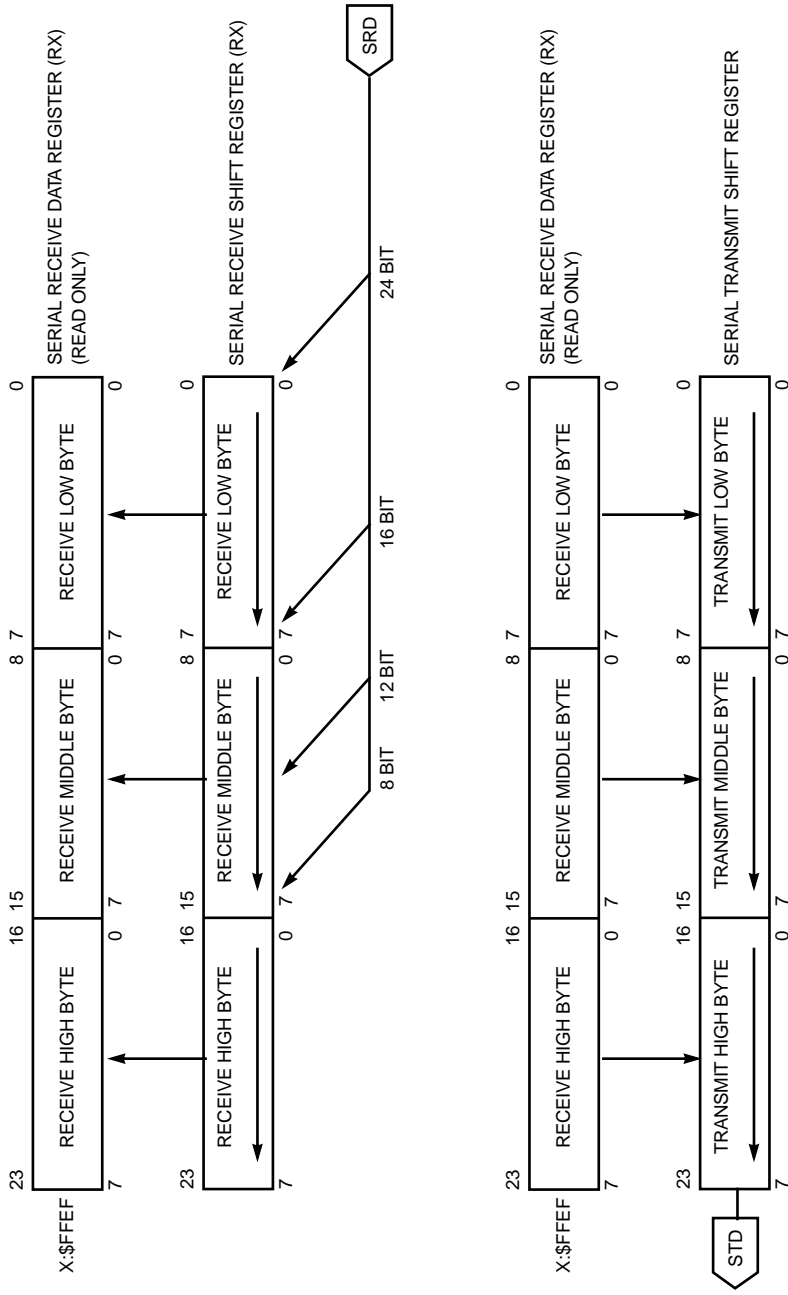 23
16 15
8 7
0
X:$FFEF
RECEIVE HIGH BYTE
RECEIVE MIDDLE BYTE
RECEIVE LOW BYTE
SERIAL RECEIVE DATA REGISTER (RX)
(READ ONLY)
7
0
7
0
7
0
23
16 15
8 7
0
RECEIVE HIGH BYTE
RECEIVE MIDDLE BYTE
RECEIVE LOW BYTE
SERIAL RECEIVE SHIFT REGISTER (RX)
7
0
7
0
7
0
SRD
8 BIT
12 BIT
16 BIT
24 BIT
23
16 15
8 7
0
X:$FFEF
RECEIVE HIGH BYTE
RECEIVE MIDDLE BYTE
RECEIVE LOW BYTE
SERIAL RECEIVE DATA REGISTER (RX)
(READ ONLY)
7
0
7
0
7
0
23
16 15
8 7
0
STD
TRANSMIT HIGH BYTE
TRANSMIT MIDDLE BYTE
TRANSMIT LOW BYTE
SERIAL TRANSMIT SHIFT REGISTER
7
0
7
0
7
0